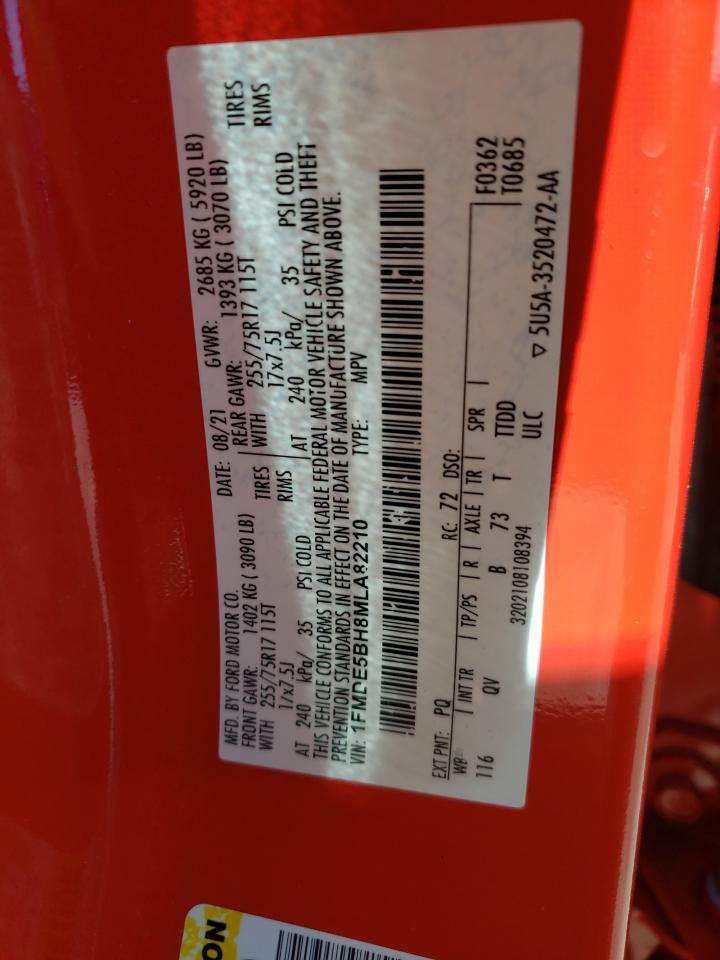 MFD. BY FORD MOTOR CO.
DATE: 08/21 GVWR: 2685 KG ( 5920 LB)
FRONT GAWR: 1402 KG ( 3090 LB)
REAR GAWR: 1393 KG ( 3070 LB)
WITH 255/75R17 115T TIRES
WITH 255/75R17 115T TIRES
17x7.5J RIMS
17x7.5J RIMS
AT 240 kPa/ 35 PSI COLD
AT 240 kPa/ 35 PSI COLD
THIS VEHICLE CONFORMS TO ALL APPLICABLE FEDERAL MOTOR VEHICLE SAFETY AND THEFT
PREVENTION STANDARDS IN EFFECT ON THE DATE OF MANUFACTURE SHOWN ABOVE.
VIN: 1FMDE5BH8MLA82210 TYPE: MPV
EXT PNT: PQ RC: 72 DSO: F0362
WB INT TR TP/PS R AXLE TR SPR T0685
116 QV B 73 T TTDD
ULC
3202108108394 ▽ 5U5A-3520472-AA
ON